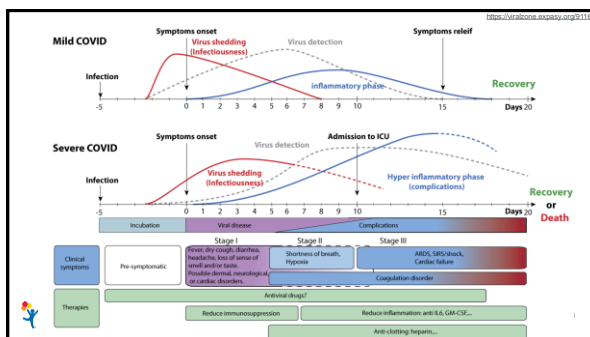 https://viralzone.expasy.org/9116
Mild COVID
Symptoms onset
Symptoms releif
Virus shedding
(Infectiousness)
Virus detection
Infection
inflammatory phase
Recovery
-5 0 1 2 3 4 5 6 7 8 9 10 15 Days 20
Severe COVID
Symptoms onset
Admission to ICU
Virus detection
Virus shedding
(Infectiousness)
Hyper inflammatory phase
(complications)
Infection
Recovery
or
Death
-5 0 1 2 3 4 5 6 7 8 9 10 15 Days 20
Incubation
Viral disease
Complications
Stage I
Stage II
Stage III
Clinical
symptoms
Pre-symptomatic
Fever, dry cough, diarrhea,
headache, loss of sense of
smell and/or taste.
Possible dermal, neurological,
or cardiac disorders.
Shortness of breath,
Hypoxia
ARDS, SIRS/shock,
Cardiac failure
Coagulation disorder
Therapies
Antiviral drugs?
Reduce immunosuppression
Reduce inflammation: anti IL6, GM-CSF,...
Anti-clotting: heparin,...